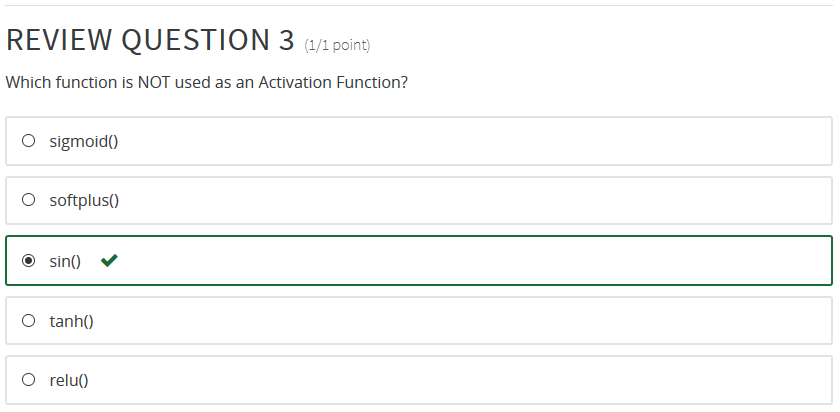 REVIEW QUESTION 3 (1/1 point)
Which function is NOT used as an Activation Function?
sigmoid()
softplus()
sin()
tanh()
relu()